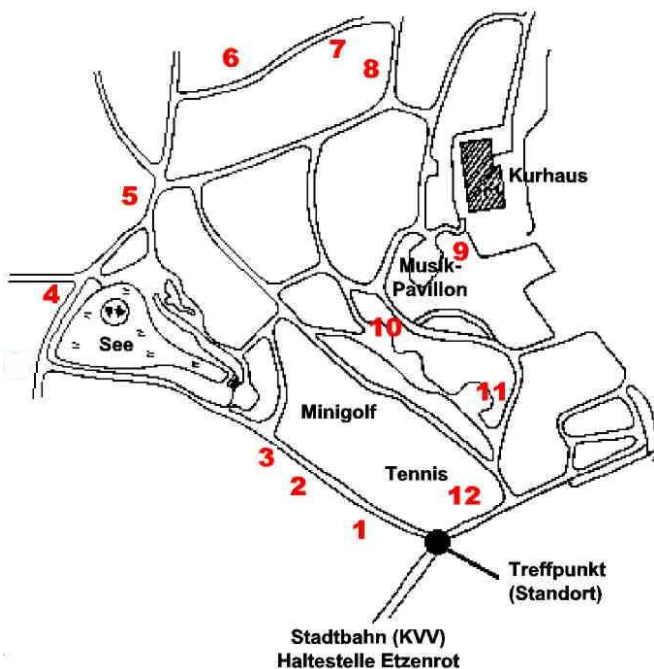 6
7
8
Kurhaus
5
9
Musik-
Pavillon
4
10
See
11
Minigolf
3
Tennis
2
12
1
Treffpunkt
(Standort)
Stadtbahn (KVV)
Haltestelle Etzenrot